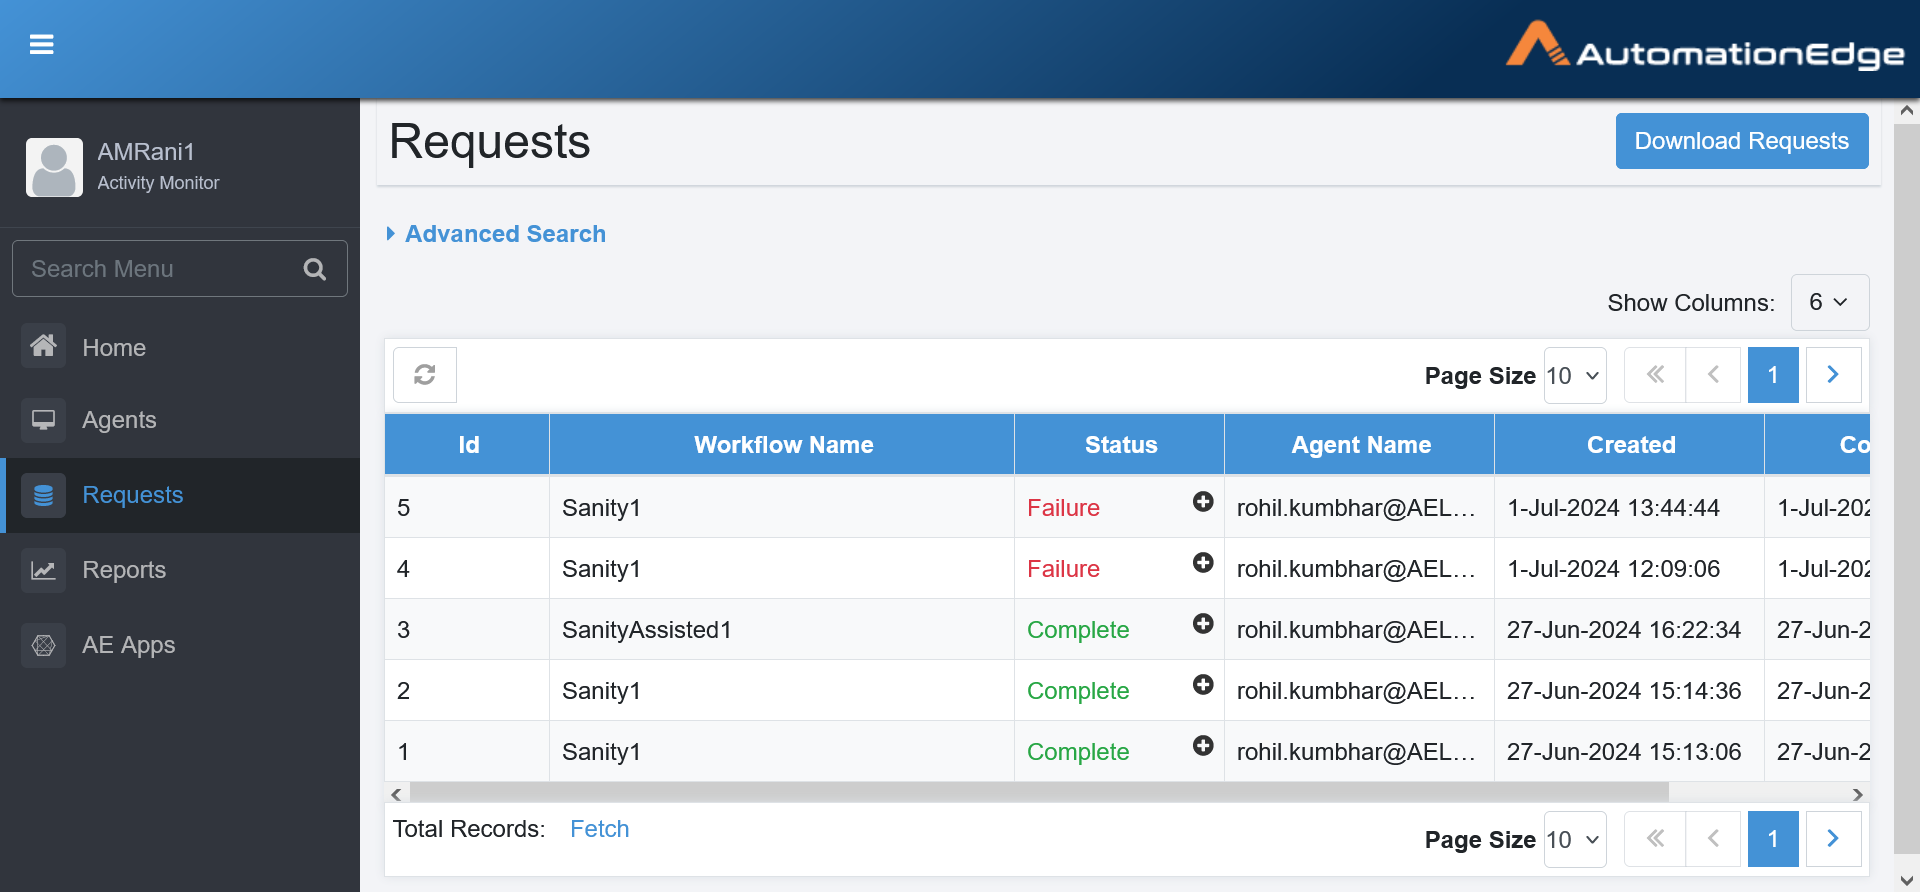 AutomationEdge
AMRani1
Activity Monitor
Search Menu
Home
Agents
Requests
Reports
AE Apps
Requests
Download Requests
Advanced Search
Show Columns: 6
Page Size 10 1
Id Workflow Name Status Agent Name Created Co
5 Sanity1 Failure rohil.kumbhar@AEL... 1-Jul-2024 13:44:44 1-Jul-202
4 Sanity1 Failure rohil.kumbhar@AEL... 1-Jul-2024 12:09:06 1-Jul-202
3 SanityAssisted1 Complete rohil.kumbhar@AEL... 27-Jun-2024 16:22:34 27-Jun-2
2 Sanity1 Complete rohil.kumbhar@AEL... 27-Jun-2024 15:14:36 27-Jun-2
1 Sanity1 Complete rohil.kumbhar@AEL... 27-Jun-2024 15:13:06 27-Jun-2
Total Records: Fetch
Page Size 10 1